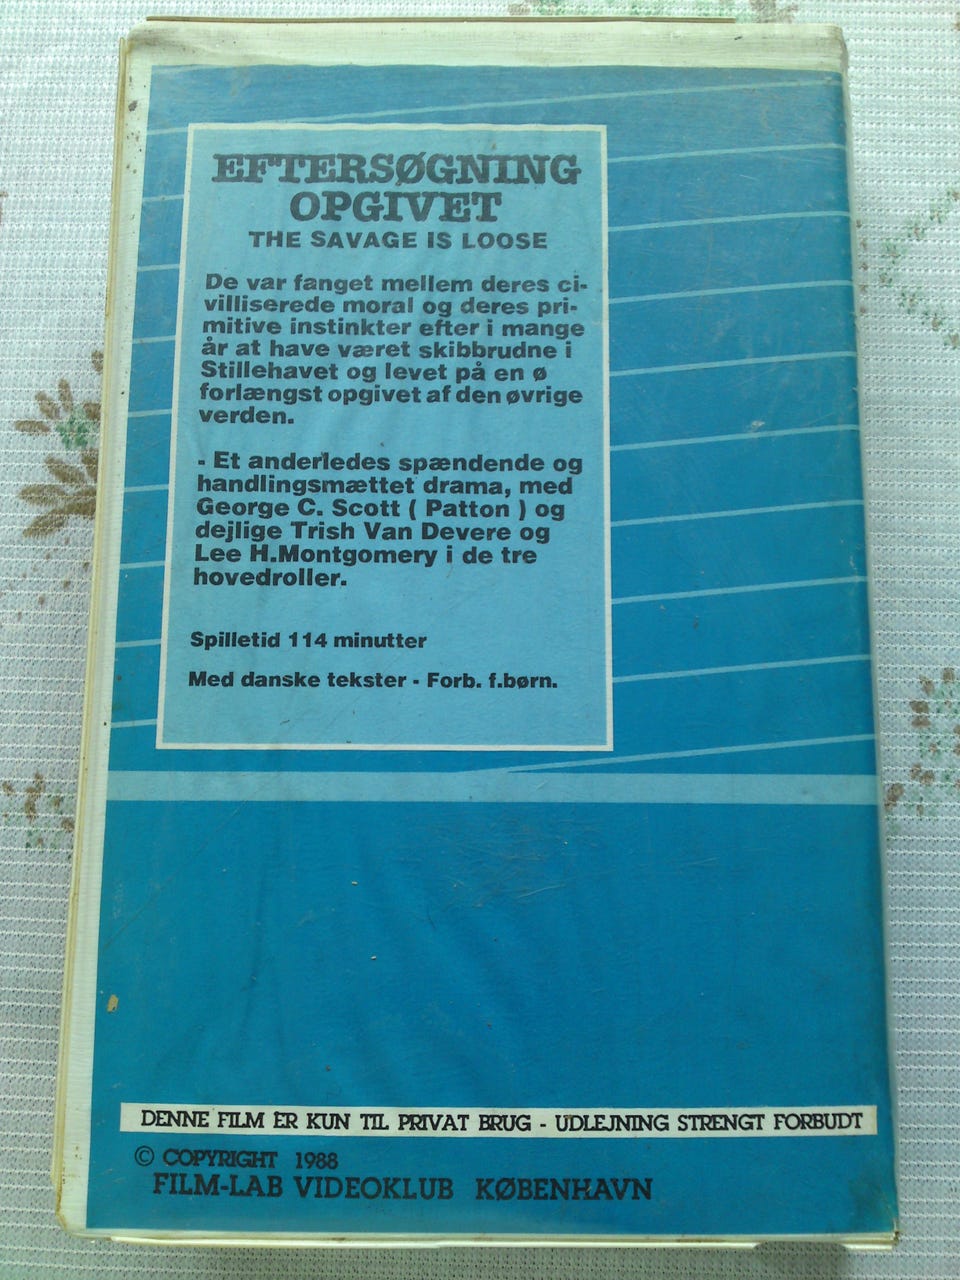 EFTERSØGNING
OPGIVET
THE SAVAGE IS LOOSE
De var fanget mellem deres ci-
villiserede moral og deres pri-
mitive instinkter efter i mange
år at have været skibbrudne i
Stillehavet og levet på en ø
forlængst opgivet af den øvrige
verden.
- Et anderledes spændende og
handlingsmættet drama, med
George C. Scott ( Patton ) og
dejlige Trish Van Devere og
Lee H.Montgomery i de tre
hovedroller.
Spilletid 114 minutter
Med danske tekster - Forb. f.børn.
DENNE FILM ER KUN TIL PRIVAT BRUG - UDLEJNING STRENGT FORBUDT
© COPYRIGHT 1988
FILM-LAB VIDEOKLUB KØBENHAVN